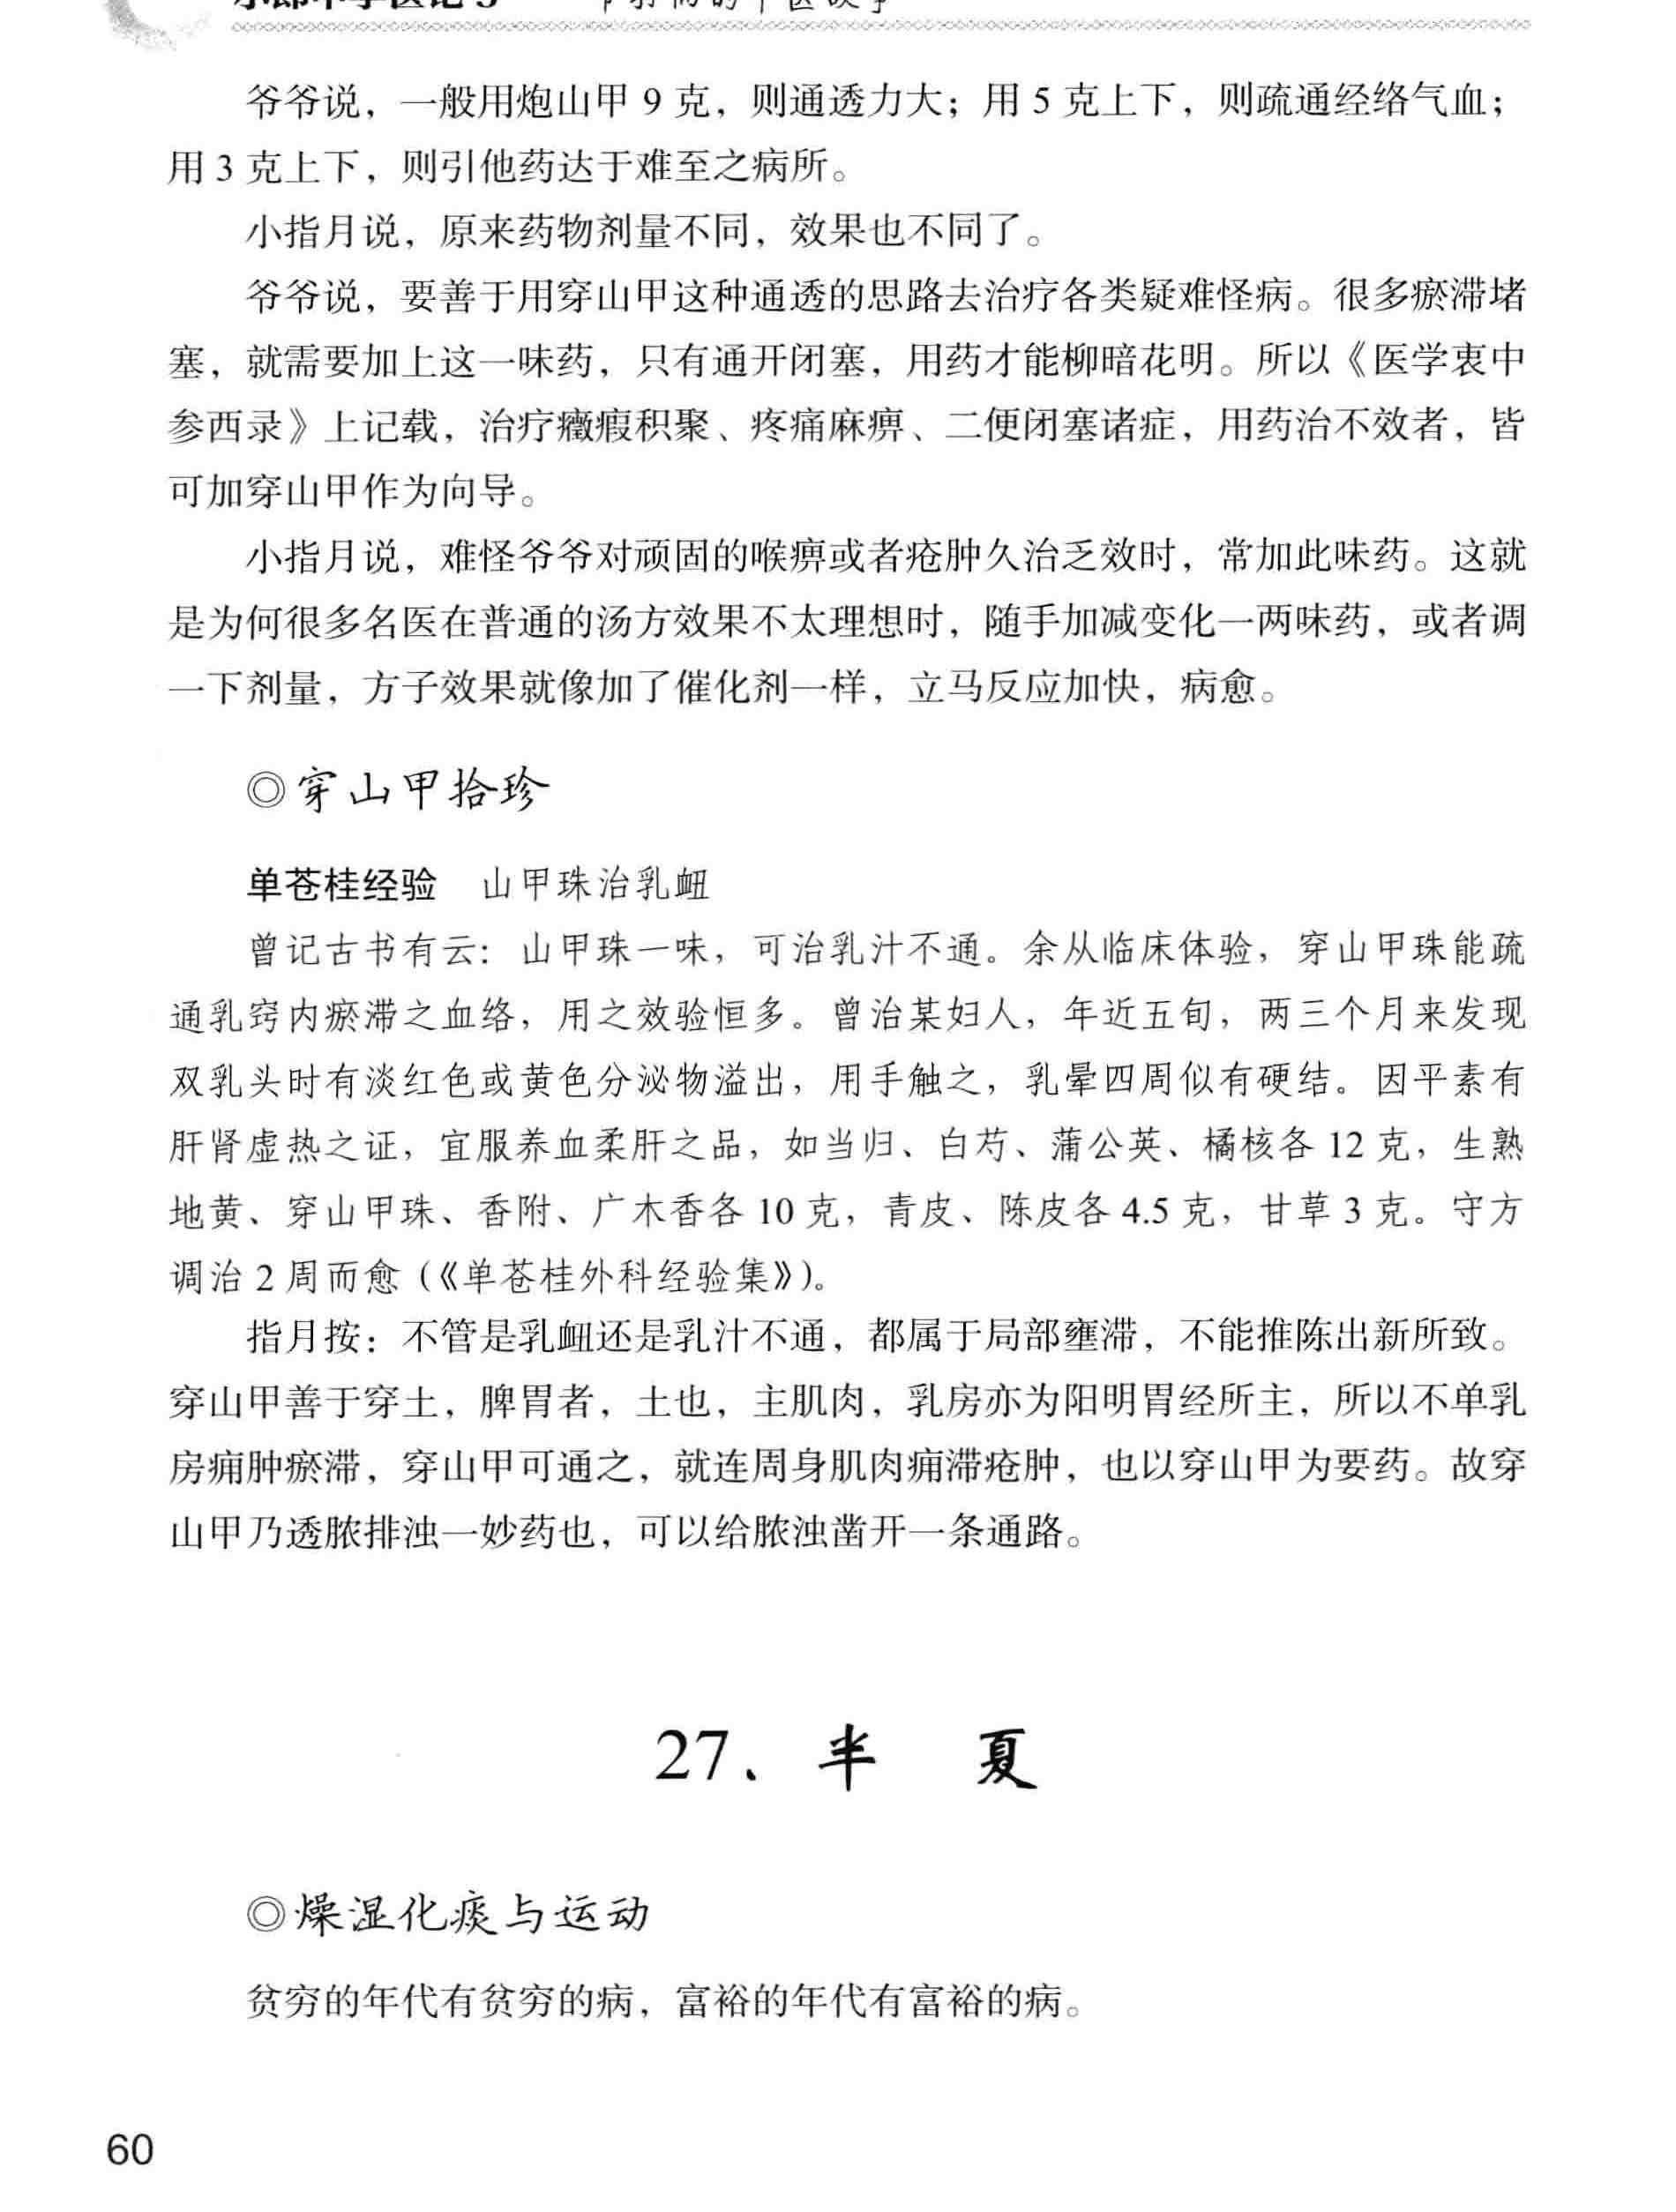 爷爷说，一般用炮山甲 9 克，则通透力大；用 5 克上下，则疏通经络气血；
用 3 克上下，则引他药达于难至之病所。
小指月说，原来药物剂量不同，效果也不同了。
爷爷说，要善于用穿山甲这种通透的思路去治疗各类疑难怪病。很多瘀滞堵
塞，就需要加上这一味药，只有通开闭塞，用药才能柳暗花明。所以《医学衷中
参西录》上记载，治疗癥瘕积聚、疼痛麻痹、二便闭塞诸症，用药治不效者，皆
可加穿山甲作为向导。
小指月说，难怪爷爷对顽固的喉痹或者疮肿久治乏效时，常加此味药。这就
是为何很多名医在普通的汤方效果不太理想时，随手加减变化一两味药，或者调
一下剂量，方子效果就像加了催化剂一样，立马反应加快，病愈。
◎穿山甲拾珍
单苍桂经验 山甲珠治乳衄
曾记古书有云：山甲珠一味，可治乳汁不通。余从临床体验，穿山甲珠能疏
通乳窍内瘀滞之血络，用之效验恒多。曾治某妇人，年近五旬，两三个月来发现
双乳头时有淡红色或黄色分泌物溢出，用手触之，乳晕四周似有硬结。因平素有
肝肾虚热之证，宜服养血柔肝之品，如当归、白芍、蒲公英、橘核各 12 克，生熟
地黄、穿山甲珠、香附、广木香各 10 克，青皮、陈皮各 4.5 克，甘草 3 克。守方
调治 2 周而愈（《单苍桂外科经验集》）。
指月按：不管是乳衄还是乳汁不通，都属于局部壅滞，不能推陈出新所致。
穿山甲善于穿土，脾胃者，土也，主肌肉，乳房亦为阳明胃经所主，所以不单乳
房痈肿瘀滞，穿山甲可通之，就连周身肌肉痈滞疮肿，也以穿山甲为要药。故穿
山甲乃透脓排浊一妙药也，可以给脓浊凿开一条通路。
27、半 夏
◎燥湿化痰与运动
贫穷的年代有贫穷的病，富裕的年代有富裕的病。
60